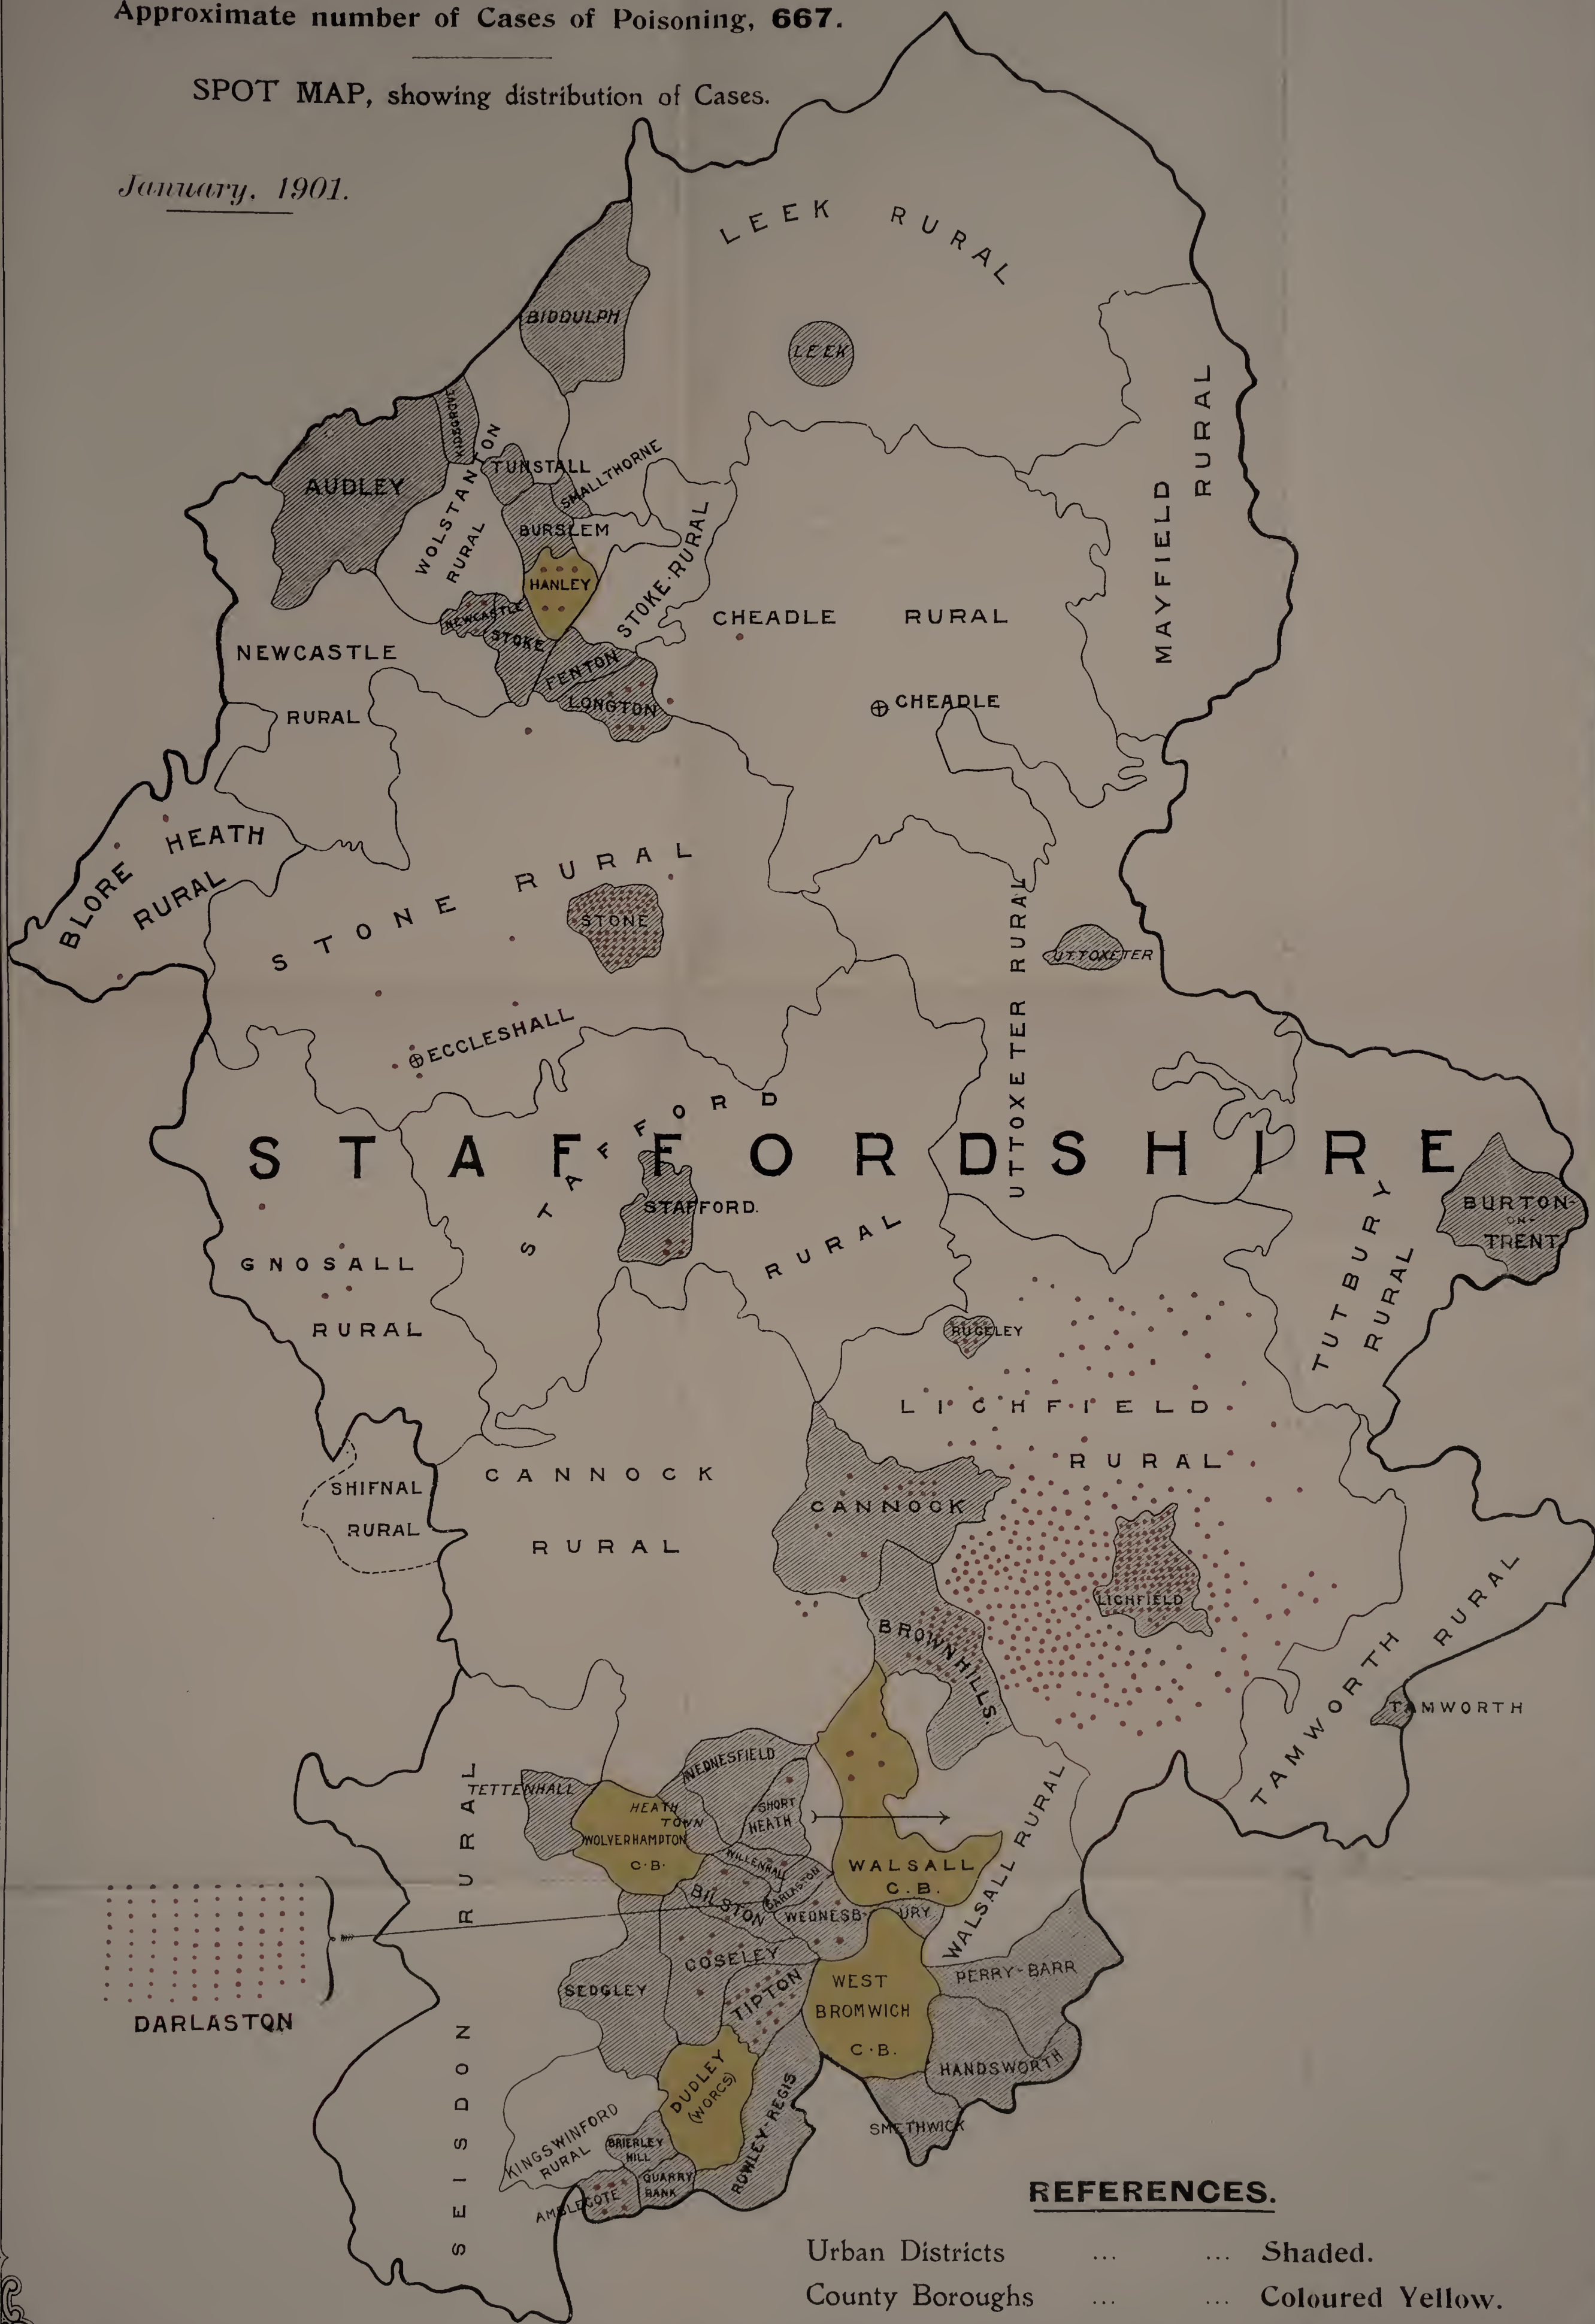 Approximate number of Cases of Poisoning, 667.
SPOT MAP, showing distribution of Cases.
January, 1901.
LEEK RURAL
BIDDULPH
LEEK
KIDSGROVE
MAYFIELD RURAL
AUDLEY
WOLSTANTON RURAL
TUNSTALL
SMALLTHORNE
BURSLEM
HANLEY
STOKE·RURAL
NEWCASTLE
STOKE
FENTON
LONGTON
CHEADLE RURAL
NEWCASTLE
RURAL
CHEADLE
BLORE HEATH
RURAL
STONE RURAL
STONE
UTTOXETER RURAL
UTTOXETER
ECCLESHALL
STAFFORDSHIRE
STAFFORD
RURAL
STAFFORD.
BURTON-
ON-
TRENT
TUTBURY
RURAL
GNOSALL
RURAL
RUGELEY
LICHFIELD
RURAL
SHIFNAL
RURAL
CANNOCK
RURAL
CANNOCK
LICHFIELD
BROWNHILLS.
TAMWORTH RURAL
TAMWORTH
SEISDON RURAL
TETTENHALL
WEDNESFIELD
HEATH
TOWN
WOLVERHAMPTON
C.B.
SHORT
HEATH
WILLENHALL
DARLASTON
BILSTON
WEDNESBURY
WALSALL
C.B.
WALSALL RURAL
DARLASTON
COSELEY
SEDGLEY
TIPTON
WEST
BROMWICH
C.B.
PERRY-BARR
HANDSWORTH
SMETHWICK
DUDLEY
(WORCS)
ROWLEY-REGIS
KINGSWINFORD
RURAL
BRIERLEY
HILL
QUARRY
BANK
AMBLECOTE
REFERENCES.
Urban Districts ... ... Shaded.
County Boroughs ... ... Coloured Yellow.